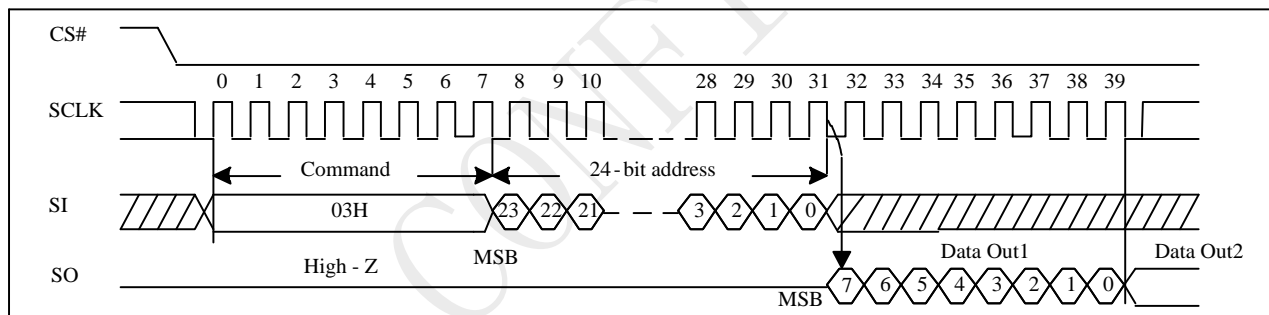 CS#
0 1 2 3 4 5 6 7 8 9 10 28 29 30 31 32 33 34 35 36 37 38 39
SCLK
Command 24-bit address
SI 03H 23 22 21 3 2 1 0
High - Z MSB Data Out1 Data Out2
SO MSB 7 6 5 4 3 2 1 0